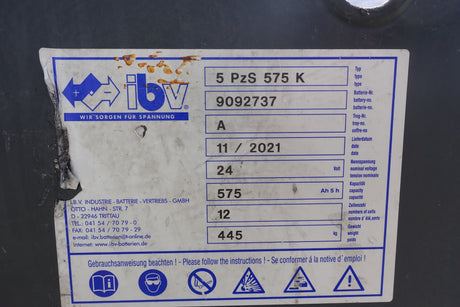 ibv
WIR SORGEN FÜR SPANNUNG
I.B.V. INDUSTRIE - BATTERIE - VERTRIEBS - GMBH
OTTO - HAHN - STR. 7
D - 22946 TRITTAU
TEL: 041 54 / 70 79 - 0
FAX: 041 54 / 70 79 - 29
e-mail: ibv.batterien@t-online.de
internet: www.ibv-batterien.de
5 PzS 575 K
Typ
type
type
9092737
Batterie-Nr.
battery-no.
batterie-no.
A
Trog-Nr.
tray-no.
coffre-no
11 / 2021
Lieferdatum
date
date
24 Volt
Nennspannung
nominal voltage
tension nominale
575 Ah 5 h
Kapazität
capacity
capacité
12
Zellenzahl
numbers of cells
nombre d' élé,ents
445 kg
Gewicht
weight
poids
Gebrauchsanweisung beachten ! - Please follow the instructions ! - Se conformer á la notice d´ emploi !